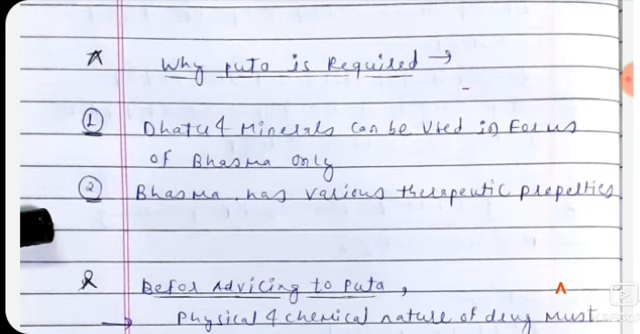 Why puta is Required →
① Dhatu & Minerals can be Used in Forms
of Bhasma Only
② Bhasma has various therapeutic properties
Befor Advicing to Puta,
→ Physical & chemical nature of drug Must